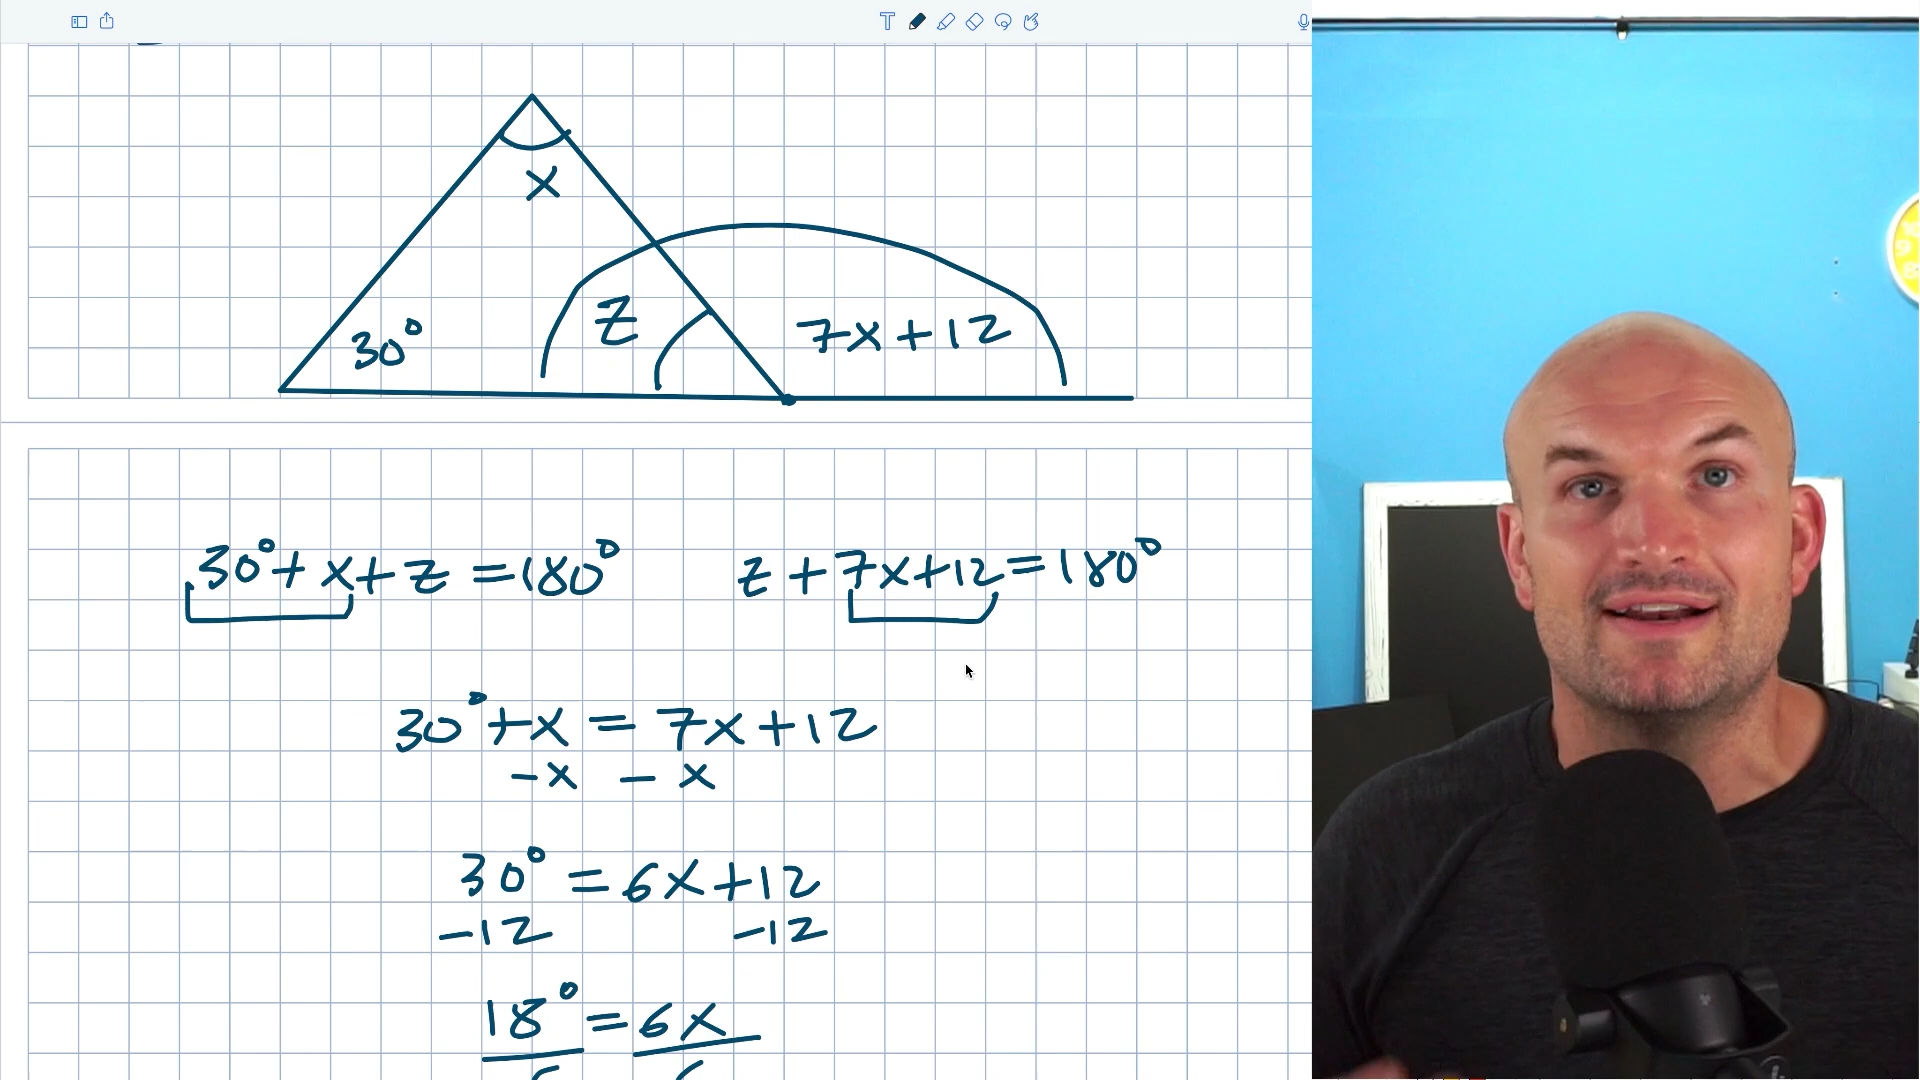 x
30°
z
7x+12
30°+x+z=180°
z+7x+12=180°
30°+x=7x+12
-x -x
30°=6x+12
-12 -12
18°=6x